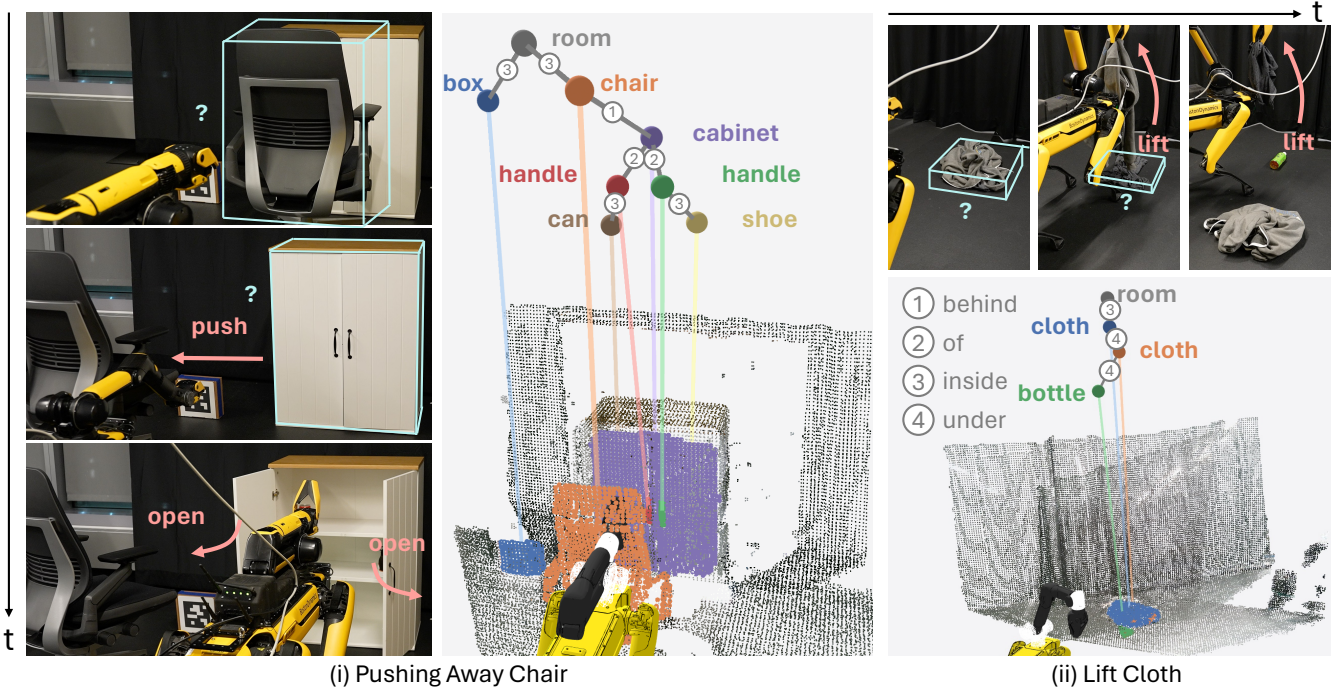 t
?
?
push
open
open
t
room
3
3
box
chair
1
cabinet
2
2
handle
handle
3
3
can
shoe
(i) Pushing Away Chair
t
?
?
lift
lift
BostonDynamics
1 behind
2 of
3 inside
4 under
room
3
cloth
4
cloth
4
bottle
(ii) Lift Cloth